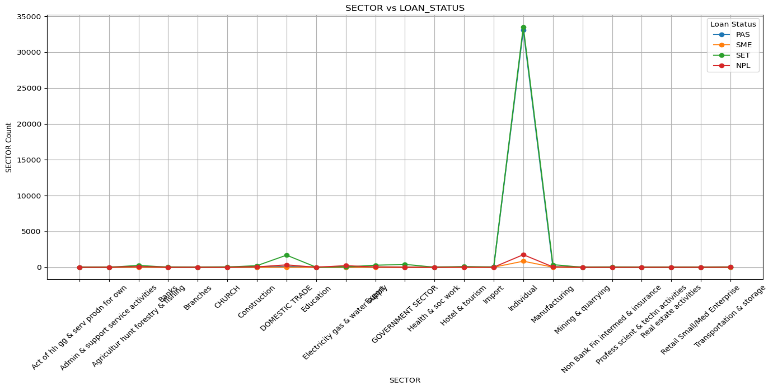 SECTOR vs LOAN_STATUS
Loan Status
PAS
SME
SET
NPL
SECTOR Count
35000
30000
25000
20000
15000
10000
5000
0
Act of hh gg & serv prodn for own
Admin & support service activities
Agricultur hunt forestry & fishing
Banks
Branches
CHURCH
Construction
DOMESTIC TRADE
Education
Electricity gas & water supply
Export
GOVERNMENT SECTOR
Health & soc work
Hotel & tourism
Import
Individual
Manufacturing
Mining & quarrying
Non Bank Fin intermed & insurance
Profess scient & techn activities
Real estate activities
Retail Small/Med Enterprise
Transportation & storage
SECTOR